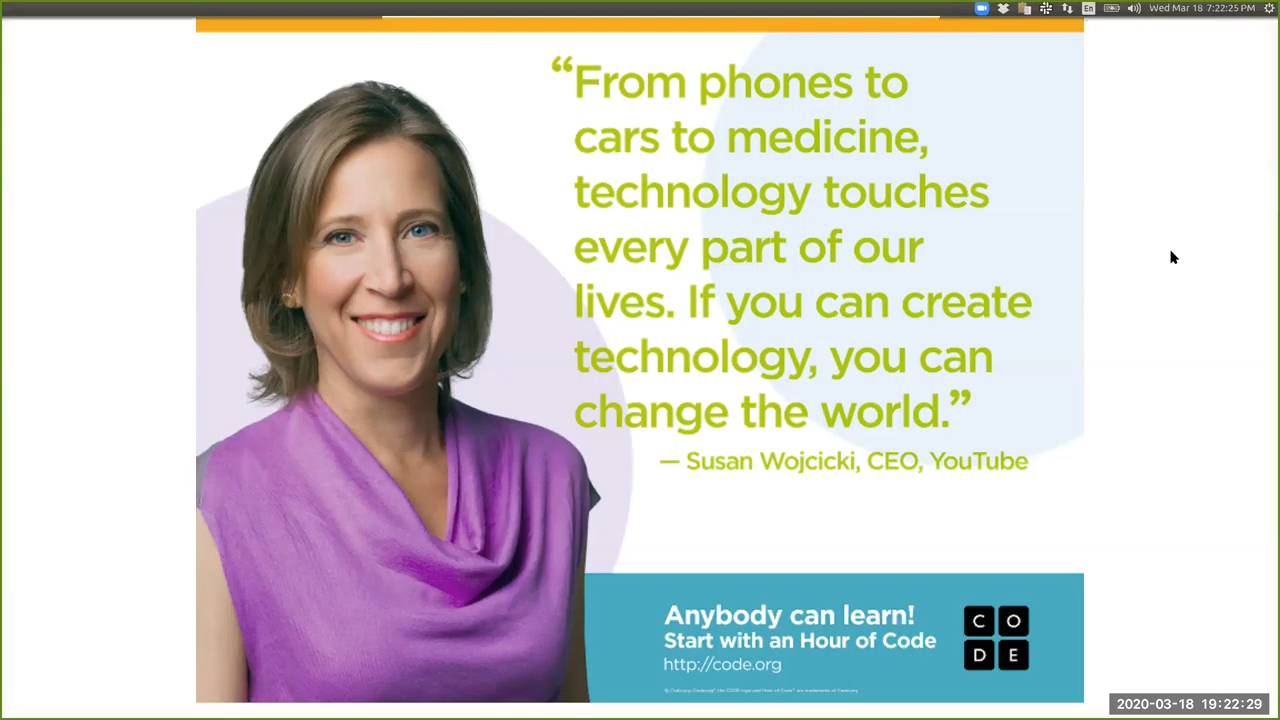 En
Wed Mar 18 7:22:25 PM
“From phones to
cars to medicine,
technology touches
every part of our
lives. If you can create
technology, you can
change the world.”
— Susan Wojcicki, CEO, YouTube
Anybody can learn!
Start with an Hour of Code
http://code.org
C O
D E
2020-03-18 19:22:29